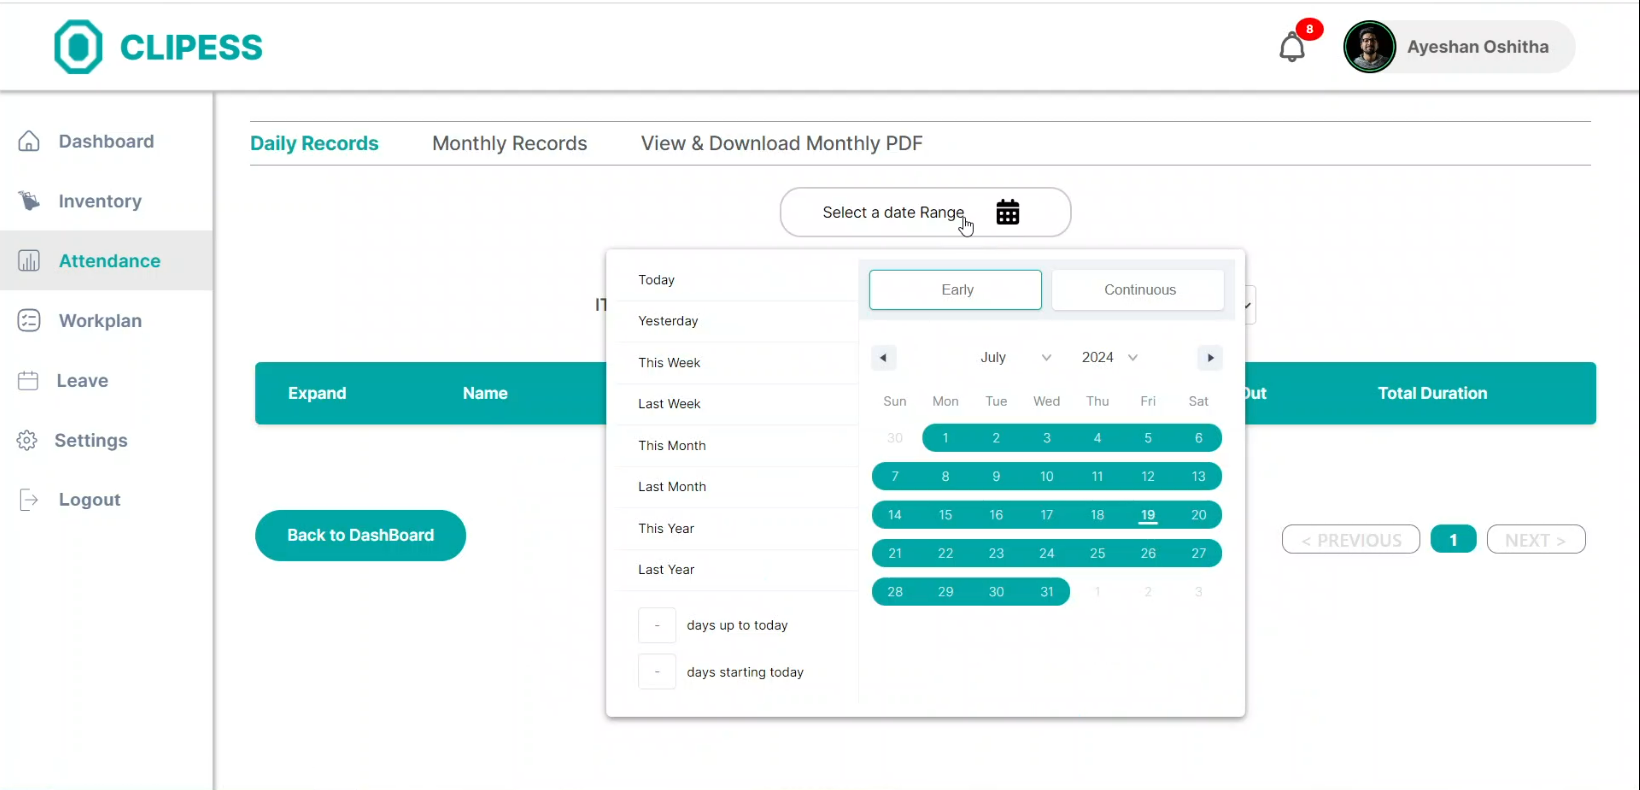 CLIPESS
8
Ayeshan Oshitha
Dashboard
Inventory
Attendance
Workplan
Leave
Settings
Logout
Daily Records Monthly Records View & Download Monthly PDF
Select a date Range
IT
Expand Name Out Total Duration
Today
Yesterday
This Week
Last Week
This Month
Last Month
This Year
Last Year
- days up to today
- days starting today
Early Continuous
July 2024
Sun Mon Tue Wed Thu Fri Sat
30 1 2 3 4 5 6
7 8 9 10 11 12 13
14 15 16 17 18 19 20
21 22 23 24 25 26 27
28 29 30 31 1 2 3
Back to DashBoard
< PREVIOUS 1 NEXT >